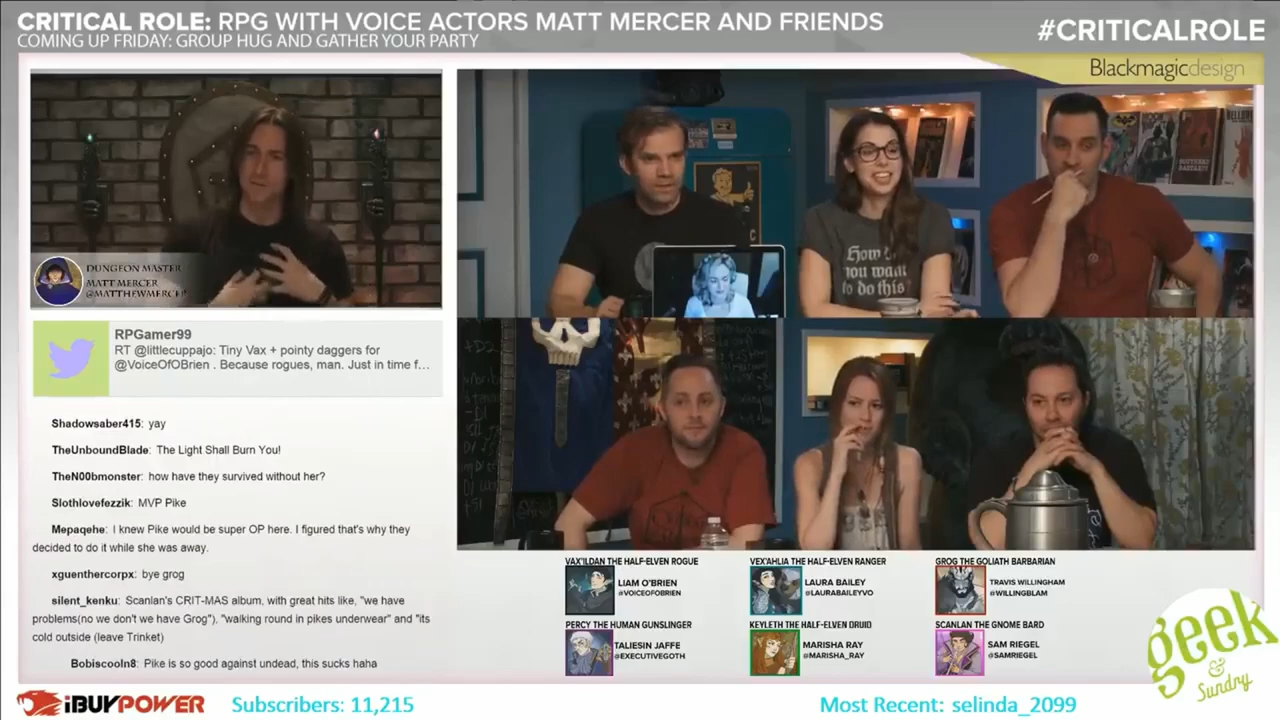 CRITICAL ROLE: RPG WITH VOICE ACTORS MATT MERCER AND FRIENDS
COMING UP FRIDAY: GROUP HUG AND GATHER YOUR PARTY
#CRITICALROLE
Blackmagicdesign
DUNGEON MASTER
MATT MERCER
@MATTHEWMERCER
How do
you want
to do this?
RPGamer99
RT @littlecuppajo: Tiny Vax + pointy daggers for
@VoiceOfOBrien . Because rogues, man. Just in time f...
Shadowsaber415: yay
TheUnboundBlade: The Light Shall Burn You!
TheN00bmonster: how have they survived without her?
Slothlovefezzik: MVP Pike
Mepaqehe: I knew Pike would be super OP here. I figured that's why they
decided to do it while she was away.
xguenthercorpx: bye grog
silent_kenku: Scanlan's CRIT-MAS album, with great hits like, "we have
problems(no we don't we have Grog"), "walking round in pikes underwear" and "its
cold outside (leave Trinket)
Bobiscooln8: Pike is so good against undead, this sucks haha
VAX'ILDAN THE HALF-ELVEN ROGUE
LIAM O'BRIEN
@VOICEOFOBRIEN
VEX'AHLIA THE HALF-ELVEN RANGER
LAURA BAILEY
@LAURABAILEYVO
GROG THE GOLIATH BARBARIAN
TRAVIS WILLINGHAM
@WILLINGBLAM
PERCY THE HUMAN GUNSLINGER
TALIESIN JAFFE
@EXECUTIVEGOTH
KEYLETH THE HALF-ELVEN DRUID
MARISHA RAY
@MARISHA_RAY
SCANLAN THE GNOME BARD
SAM RIEGEL
@SAMRIEGEL
geek
&
Sundry
iBUYPOWER
Subscribers: 11,215
Most Recent: selinda_2099